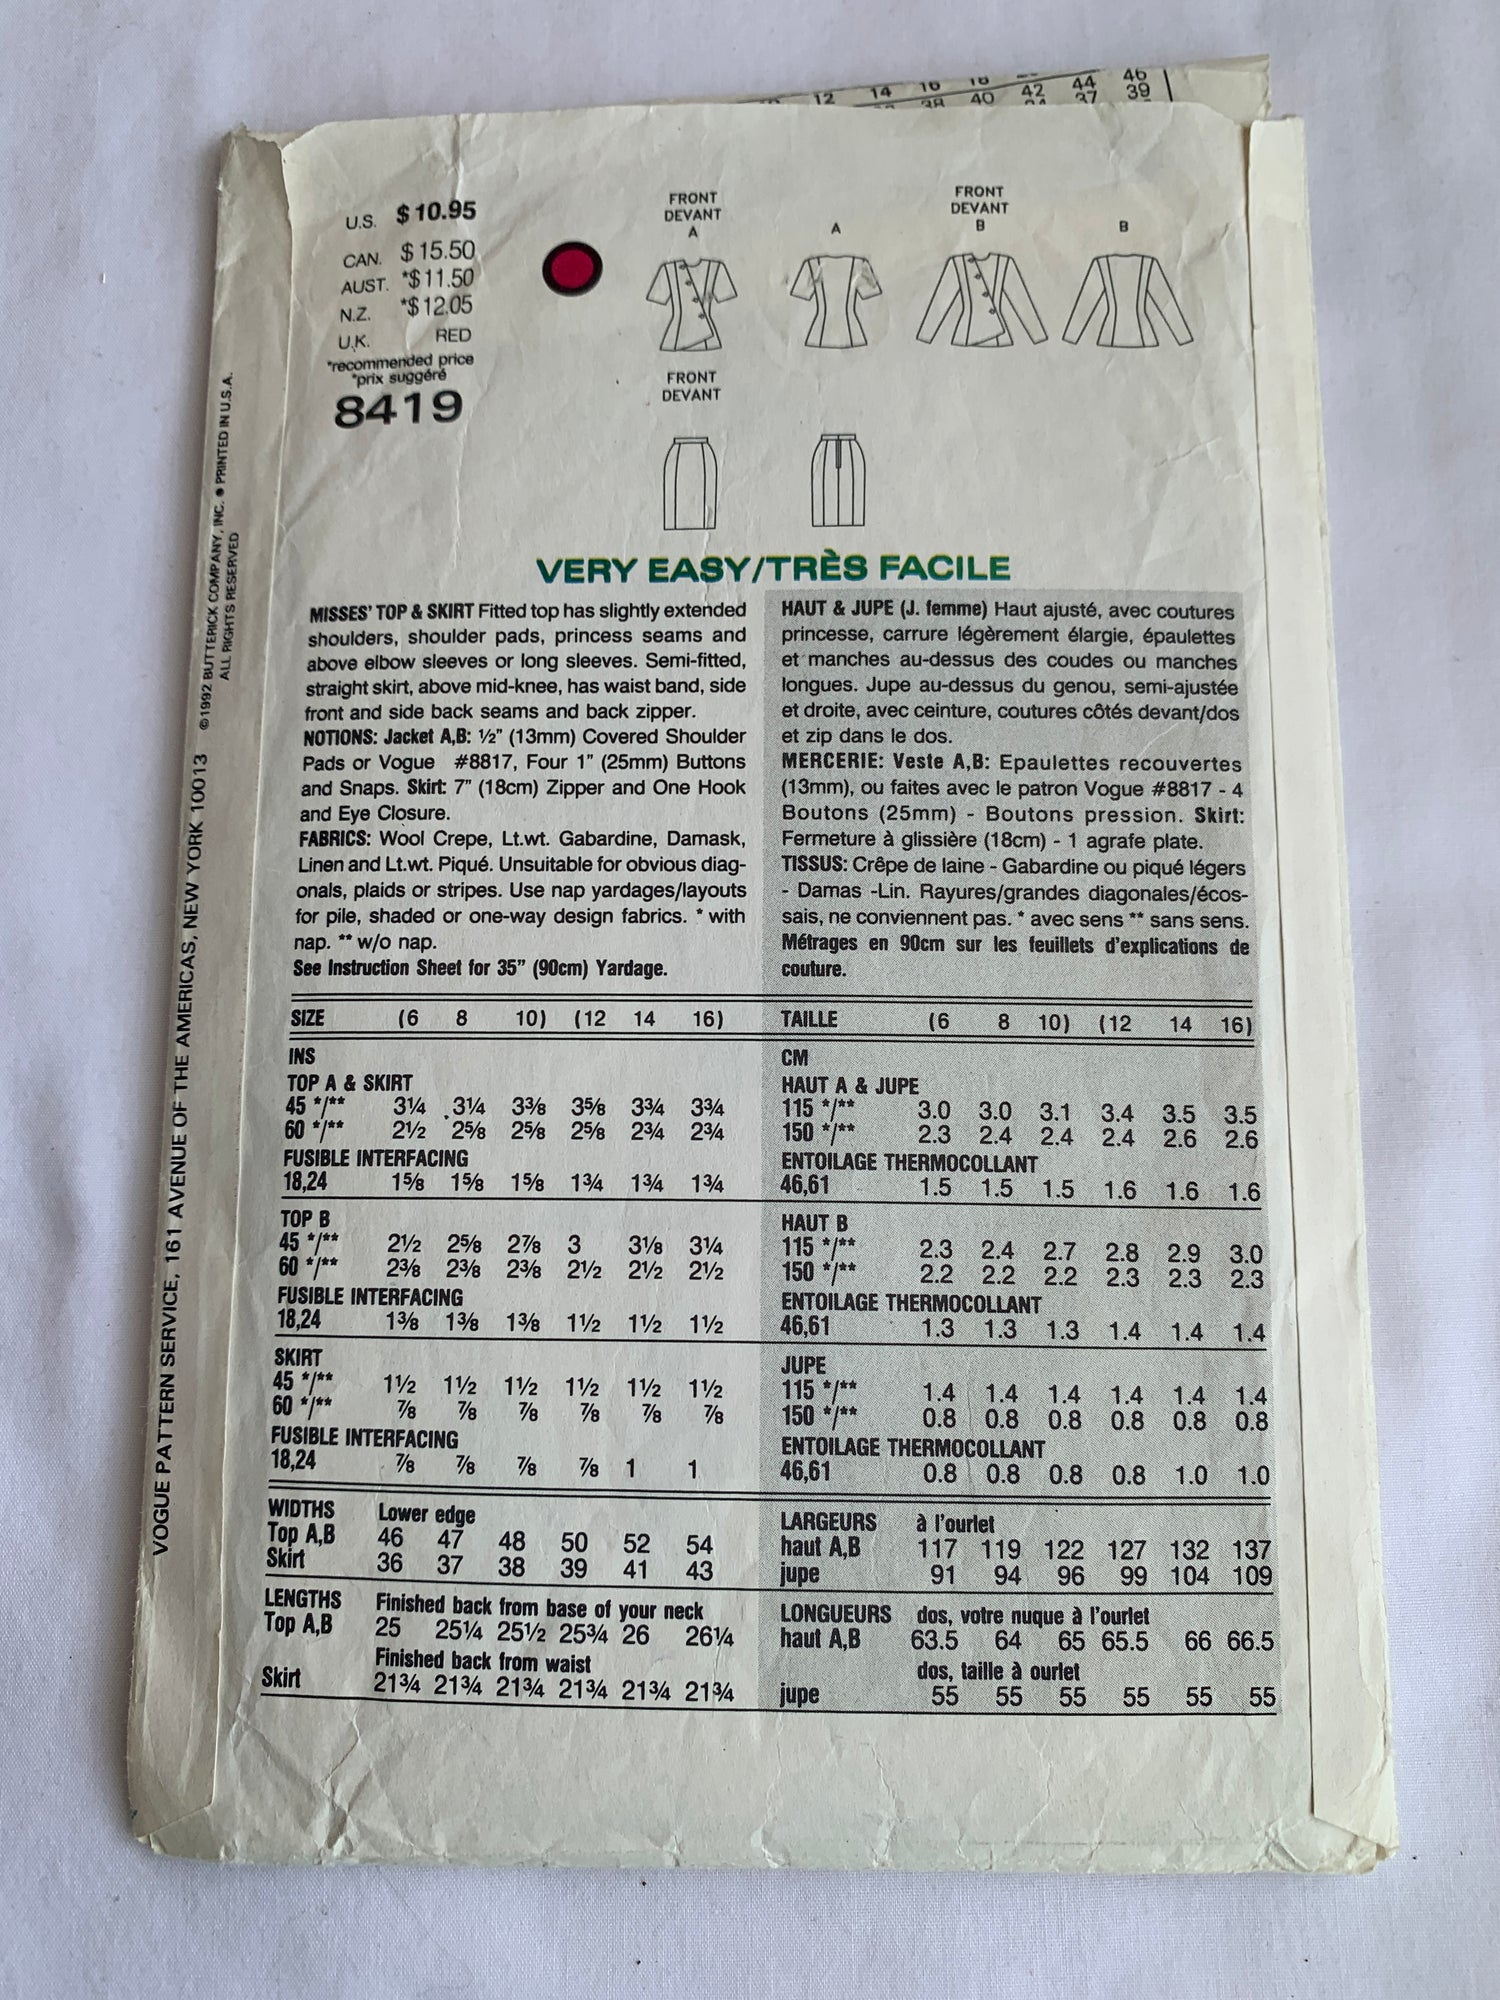 12 14 16 18 44 46
38 40 42 37 39
U.S. $10.95
CAN. $15.50
AUST. *$11.50
N.Z. *$12.05
U.K. RED
*recommended price
*prix suggéré
8419
FRONT
DEVANT
A
A
FRONT
DEVANT
B
B
FRONT
DEVANT
©1992 BUTTERICK COMPANY, INC. ● PRINTED IN U.S.A.
ALL RIGHTS RESERVED
VOGUE PATTERN SERVICE, 161 AVENUE OF THE AMERICAS, NEW YORK 10013
VERY EASY/TRÈS FACILE
MISSES' TOP & SKIRT Fitted top has slightly extended
shoulders, shoulder pads, princess seams and
above elbow sleeves or long sleeves. Semi-fitted,
straight skirt, above mid-knee, has waist band, side
front and side back seams and back zipper.
NOTIONS: Jacket A,B: ½" (13mm) Covered Shoulder
Pads or Vogue #8817, Four 1" (25mm) Buttons
and Snaps. Skirt: 7" (18cm) Zipper and One Hook
and Eye Closure.
FABRICS: Wool Crepe, Lt.wt. Gabardine, Damask,
Linen and Lt.wt. Piqué. Unsuitable for obvious diag-
onals, plaids or stripes. Use nap yardages/layouts
for pile, shaded or one-way design fabrics. * with
nap. ** w/o nap.
See Instruction Sheet for 35" (90cm) Yardage.
HAUT & JUPE (J. femme) Haut ajusté, avec coutures
princesse, carrure légèrement élargie, épaulettes
et manches au-dessus des coudes ou manches
longues. Jupe au-dessus du genou, semi-ajustée
et droite, avec ceinture, coutures côtés devant/dos
et zip dans le dos.
MERCERIE: Veste A,B: Epaulettes recouvertes
(13mm), ou faites avec le patron Vogue #8817 - 4
Boutons (25mm) - Boutons pression. Skirt:
Fermeture à glissière (18cm) - 1 agrafe plate.
TISSUS: Crêpe de laine - Gabardine ou piqué légers
- Damas -Lin. Rayures/grandes diagonales/écos-
sais, ne conviennent pas. * avec sens ** sans sens.
Métrages en 90cm sur les feuillets d'explications de
couture.
SIZE (6 8 10) (12 14 16)
INS
TOP A & SKIRT
45 */** 3¼ 3¼ 3⅜ 3⅝ 3¾ 3¾
60 */** 2½ 2⅝ 2⅝ 2⅝ 2¾ 2¾
FUSIBLE INTERFACING
18,24 1⅝ 1⅝ 1⅝ 1¾ 1¾ 1¾
TOP B
45 */** 2½ 2⅝ 2⅞ 3 3⅛ 3¼
60 */** 2⅜ 2⅜ 2⅜ 2½ 2½ 2½
FUSIBLE INTERFACING
18,24 1⅜ 1⅜ 1⅜ 1½ 1½ 1½
SKIRT
45 */** 1½ 1½ 1½ 1½ 1½ 1½
60 */** ⅞ ⅞ ⅞ ⅞ ⅞ ⅞
FUSIBLE INTERFACING
18,24 ⅞ ⅞ ⅞ ⅞ 1 1
WIDTHS Lower edge
Top A,B 46 47 48 50 52 54
Skirt 36 37 38 39 41 43
LENGTHS Finished back from base of your neck
Top A,B 25 25¼ 25½ 25¾ 26 26¼
Finished back from waist
Skirt 21¾ 21¾ 21¾ 21¾ 21¾ 21¾
TAILLE (6 8 10) (12 14 16)
CM
HAUT A & JUPE
115 */** 3.0 3.0 3.1 3.4 3.5 3.5
150 */** 2.3 2.4 2.4 2.4 2.6 2.6
ENTOILAGE THERMOCOLLANT
46,61 1.5 1.5 1.5 1.6 1.6 1.6
HAUT B
115 */** 2.3 2.4 2.7 2.8 2.9 3.0
150 */** 2.2 2.2 2.2 2.3 2.3 2.3
ENTOILAGE THERMOCOLLANT
46,61 1.3 1.3 1.3 1.4 1.4 1.4
JUPE
115 */** 1.4 1.4 1.4 1.4 1.4 1.4
150 */** 0.8 0.8 0.8 0.8 0.8 0.8
ENTOILAGE THERMOCOLLANT
46,61 0.8 0.8 0.8 0.8 1.0 1.0
LARGEURS à l'ourlet
haut A,B 117 119 122 127 132 137
jupe 91 94 96 99 104 109
LONGUEURS dos, votre nuque à l'ourlet
haut A,B 63.5 64 65 65.5 66 66.5
dos, taille à ourlet
jupe 55 55 55 55 55 55